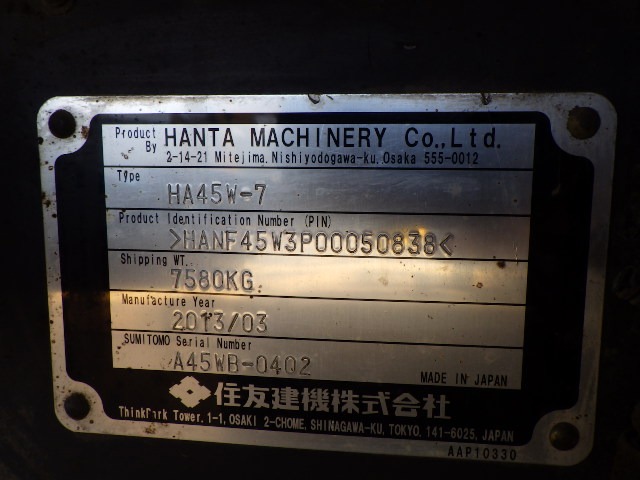 Product By HANTA MACHINERY Co.,Ltd.
2-14-21 Mitejima, Nishiyodogawa-ku, Osaka 555-0012
Type
HA45W-7
Product Identification Number (PIN)
>HANF45W3P00050838<
Shipping WT.
7580KG
Manufacture Year
2013/03
SUMITOMO Serial Number
A45WB-0402
MADE IN JAPAN
住友建機株式会社
ThinkPark Tower, 1-1, OSAKI 2-CHOME, SHINAGAWA-KU, TOKYO, 141-6025, JAPAN
AAP10330